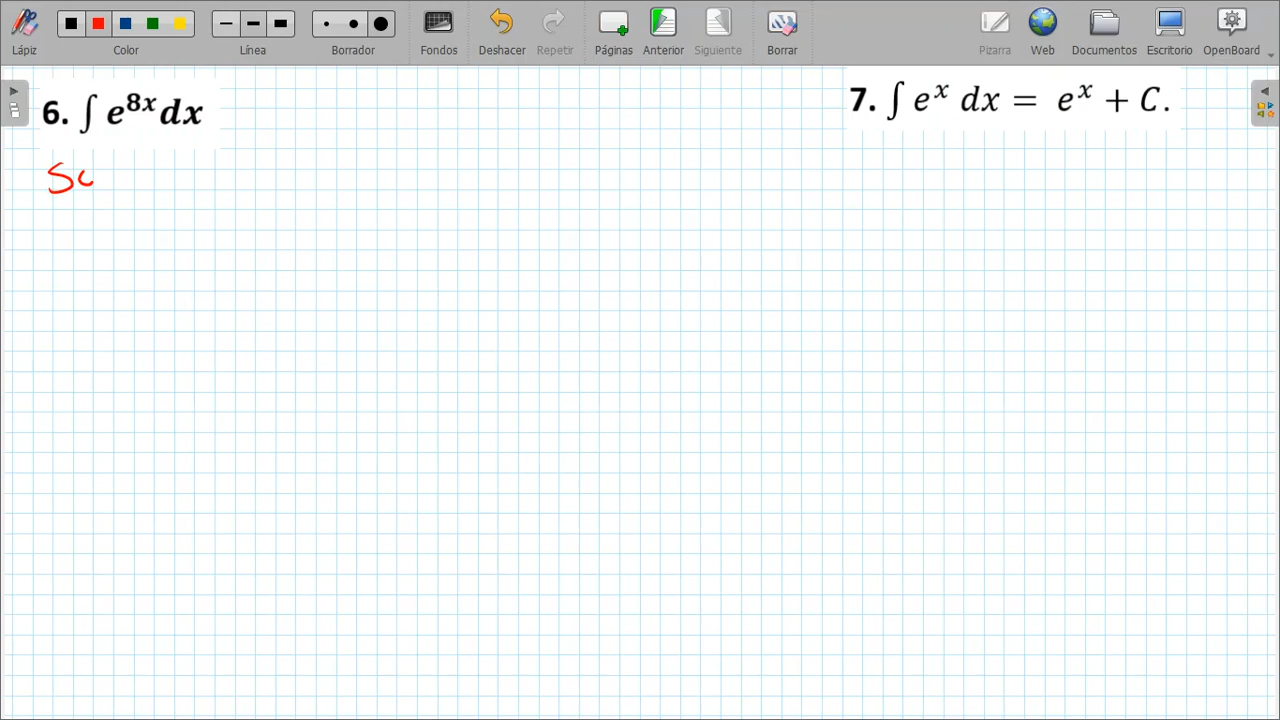 Lápiz Color Línea Borrador Fondos Deshacer Repetir Páginas Anterior Siguiente Borrar Pizarra Web Documentos Escritorio OpenBoard
6. ∫ e^{8x} dx
7. ∫ e^x dx = e^x + C.